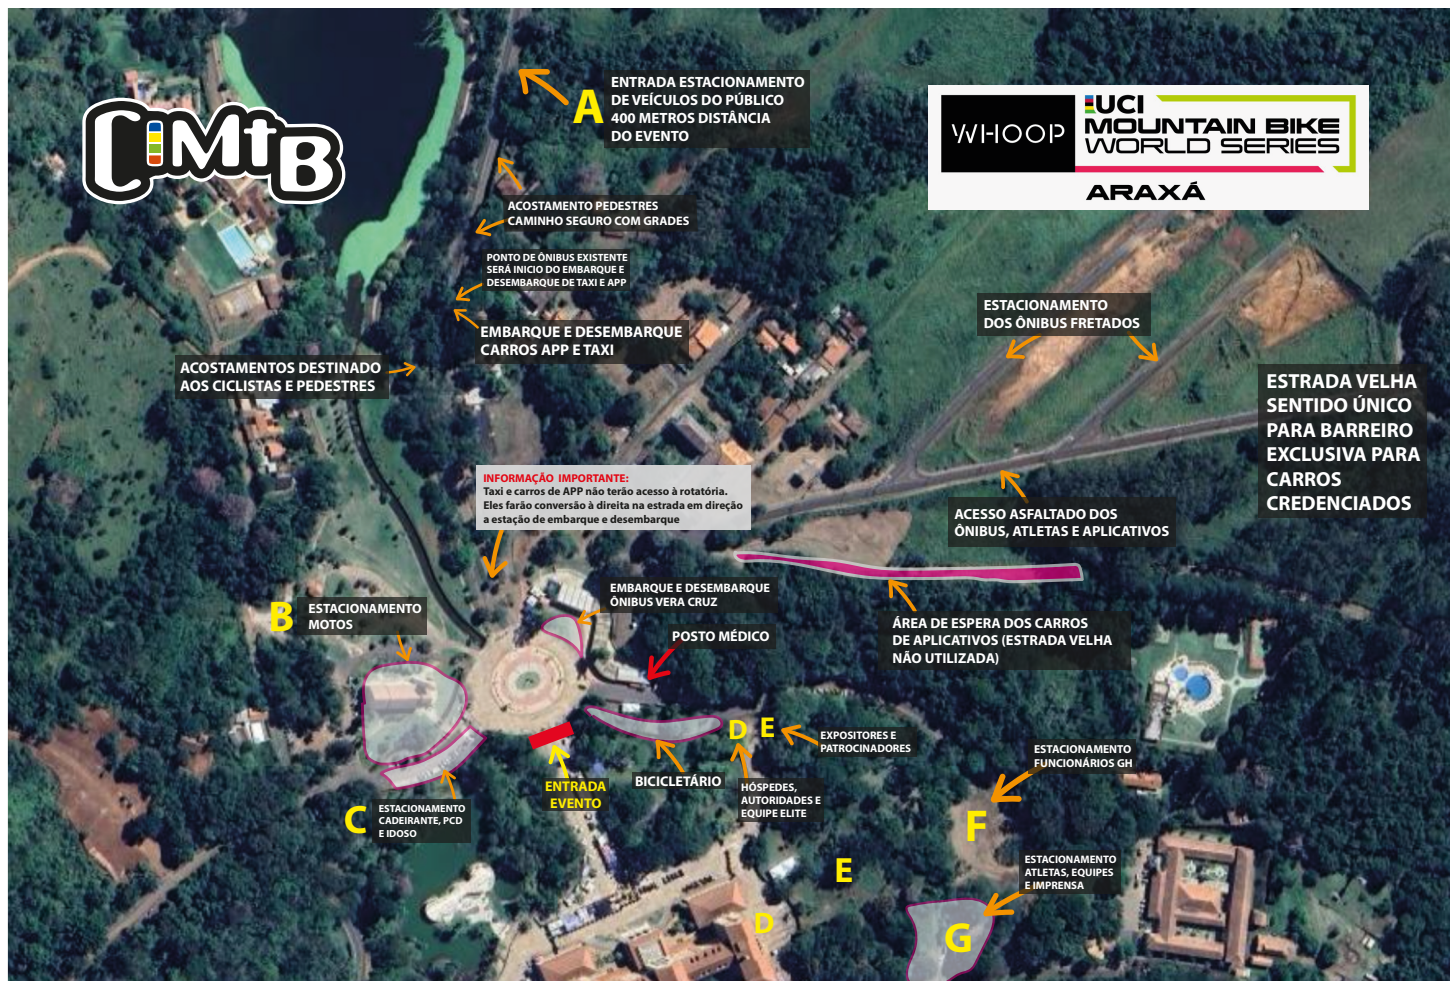 CIMTB
A
ENTRADA ESTACIONAMENTO
DE VEÍCULOS DO PÚBLICO
400 METROS DISTÂNCIA
DO EVENTO
WHOOP
UCI
MOUNTAIN BIKE
WORLD SERIES
ARAXÁ
ACOSTAMENTO PEDESTRES
CAMINHO SEGURO COM GRADES
PONTO DE ÔNIBUS EXISTENTE
SERÁ INICIO DO EMBARQUE E
DESEMBARQUE DE TAXI E APP
EMBARQUE E DESEMBARQUE
CARROS APP E TAXI
ACOSTAMENTOS DESTINADO
AOS CICLISTAS E PEDESTRES
ESTACIONAMENTO
DOS ÔNIBUS FRETADOS
ESTRADA VELHA
SENTIDO ÚNICO
PARA BARREIRO
EXCLUSIVA PARA
CARROS
CREDENCIADOS
INFORMAÇÃO IMPORTANTE:
Taxi e carros de APP não terão acesso à rotatória.
Eles farão conversão à direita na estrada em direção
a estação de embarque e desembarque
ACESSO ASFALTADO DOS
ÔNIBUS, ATLETAS E APLICATIVOS
EMBARQUE E DESEMBARQUE
ÔNIBUS VERA CRUZ
B
ESTACIONAMENTO
MOTOS
POSTO MÉDICO
ÁREA DE ESPERA DOS CARROS
DE APLICATIVOS (ESTRADA VELHA
NÃO UTILIZADA)
D
E
EXPOSITORES E
PATROCINADORES
ENTRADA
EVENTO
BICICLETÁRIO
HÓSPEDES,
AUTORIDADES E
EQUIPE ELITE
ESTACIONAMENTO
FUNCIONÁRIOS GH
C
ESTACIONAMENTO
CADEIRANTE, PCD
E IDOSO
F
E
ESTACIONAMENTO
ATLETAS, EQUIPES
E IMPRENSA
D
G